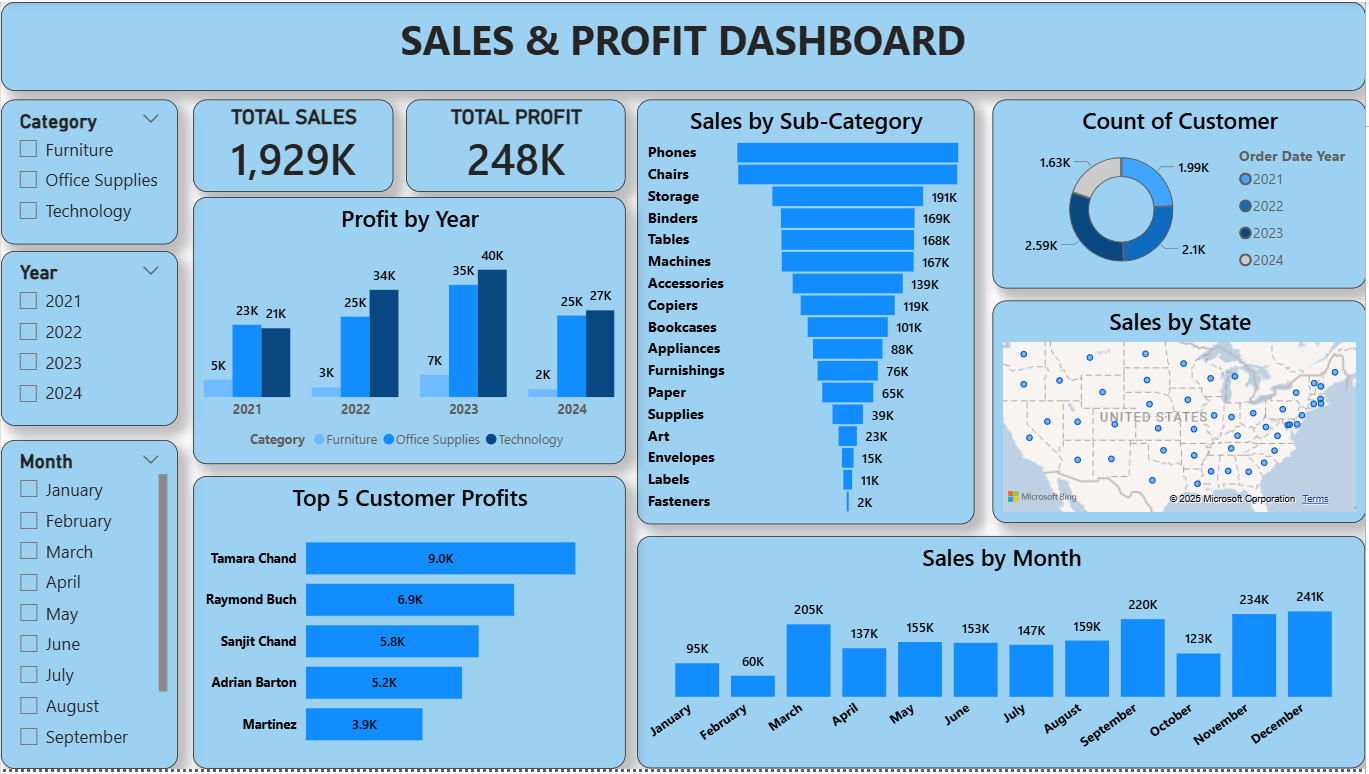 SALES & PROFIT DASHBOARD
Category
Furniture
Office Supplies
Technology
Year
2021
2022
2023
2024
Month
January
February
March
April
May
June
July
August
September
TOTAL SALES
1,929K
TOTAL PROFIT
248K
Profit by Year
5K
23K
21K
3K
25K
34K
7K
35K
40K
2K
25K
27K
2021
2022
2023
2024
Category
Furniture
Office Supplies
Technology
Top 5 Customer Profits
Tamara Chand
9.0K
Raymond Buch
6.9K
Sanjit Chand
5.8K
Adrian Barton
5.2K
Martinez
3.9K
Sales by Sub-Category
Phones
Chairs
Storage
191K
Binders
169K
Tables
168K
Machines
167K
Accessories
139K
Copiers
119K
Bookcases
101K
Appliances
88K
Furnishings
76K
Paper
65K
Supplies
39K
Art
23K
Envelopes
15K
Labels
11K
Fasteners
2K
Count of Customer
1.63K
1.99K
2.59K
2.1K
Order Date Year
2021
2022
2023
2024
Sales by State
UNITED STATES
Microsoft Bing
© 2025 Microsoft Corporation
Terms
Sales by Month
95K
60K
205K
137K
155K
153K
147K
159K
220K
123K
234K
241K
January
February
March
April
May
June
July
August
September
October
November
December